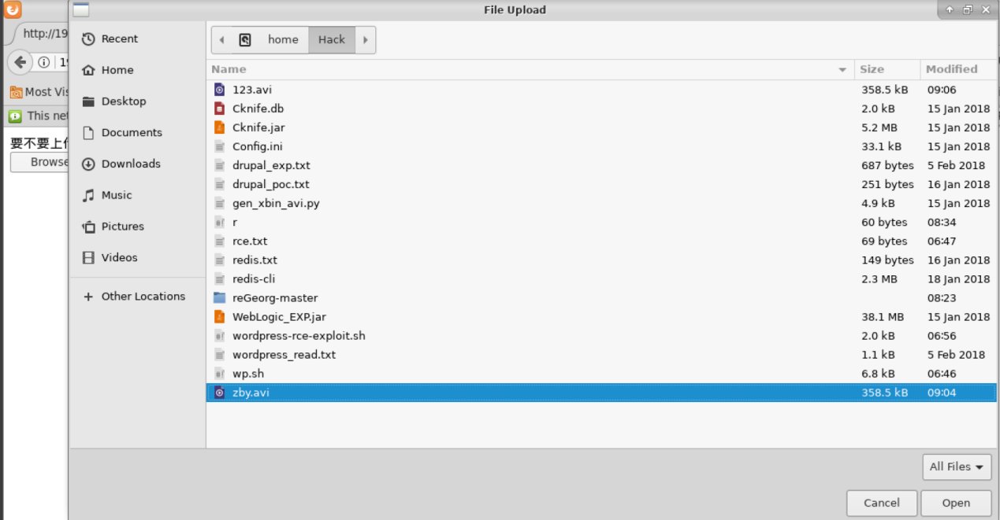 File Upload
http://19
19
Most Vis
This net
要不要上传
Browse
Recent
Home
Desktop
Documents
Downloads
Music
Pictures
Videos
+ Other Locations
home Hack
Name Size Modified
123.avi 358.5 kB 09:06
Cknife.db 2.0 kB 15 Jan 2018
Cknife.jar 5.2 MB 15 Jan 2018
Config.ini 33.1 kB 15 Jan 2018
drupal_exp.txt 687 bytes 5 Feb 2018
drupal_poc.txt 251 bytes 16 Jan 2018
gen_xbin_avi.py 4.9 kB 15 Jan 2018
r 60 bytes 08:34
rce.txt 69 bytes 06:47
redis.txt 149 bytes 16 Jan 2018
redis-cli 2.3 MB 18 Jan 2018
reGeorg-master 08:23
WebLogic_EXP.jar 38.1 MB 15 Jan 2018
wordpress-rce-exploit.sh 2.0 kB 06:56
wordpress_read.txt 1.1 kB 5 Feb 2018
wp.sh 6.8 kB 06:46
zby.avi 358.5 kB 09:04
All Files
Cancel Open